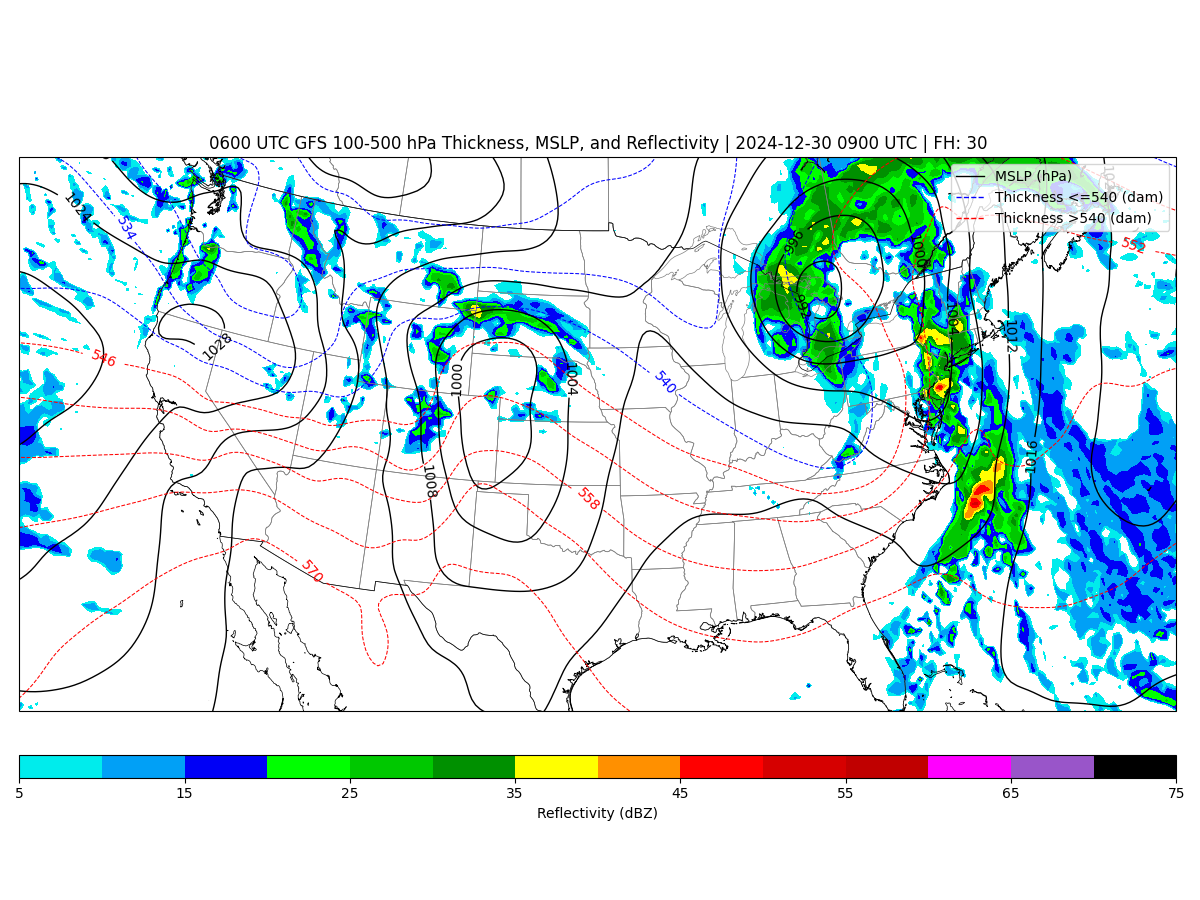 0600 UTC GFS 100-500 hPa Thickness, MSLP, and Reflectivity | 2024-12-30 0900 UTC | FH: 30
MSLP (hPa)
Thickness <=540 (dam)
Thickness >540 (dam)
1024
534
996
1000
552
992
1004
1012
546
1028
540
1000
1004
1008
1016
558
570
5 15 25 35 45 55 65 75
Reflectivity (dBZ)